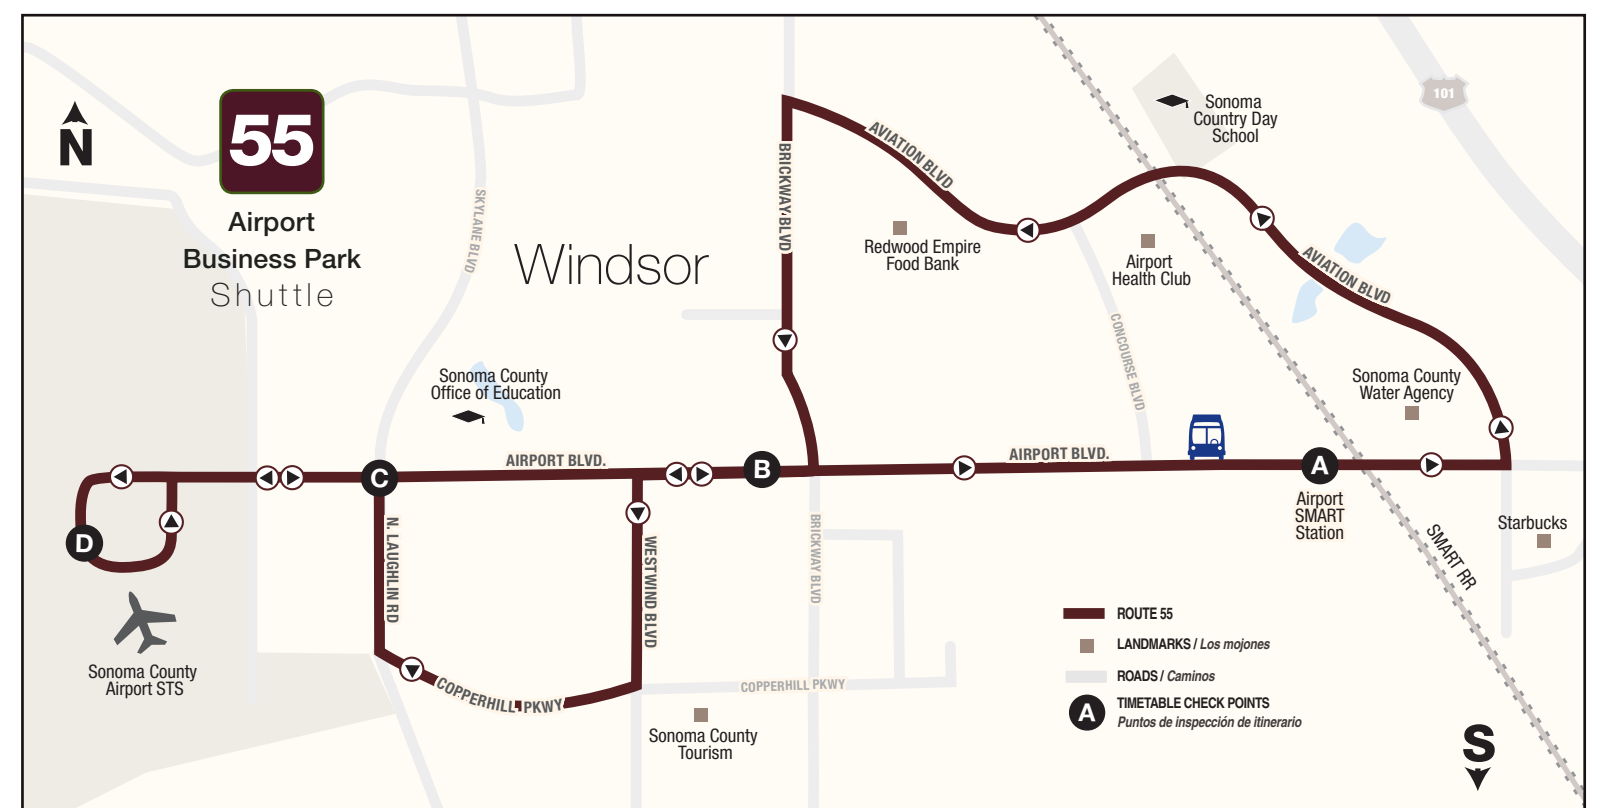 N
55
Airport
Business Park
Shuttle
Windsor
SKYLANE BLVD
BRICKWAY BLVD
AVIATION BLVD
Sonoma
Country Day
School
101
Redwood Empire
Food Bank
Airport
Health Club
AVIATION BLVD
CONCOURSE BLVD
Sonoma County
Office of Education
Sonoma County
Water Agency
AIRPORT BLVD.
AIRPORT BLVD.
A
B
C
D
Airport
SMART
Station
Starbucks
SMART RR
N. LAUGHLIN RD
WESTWIND BLVD
BRICKWAY BLVD
COPPERHILL PKWY
COPPERHILL PKWY
Sonoma County
Airport STS
Sonoma County
Tourism
ROUTE 55
LANDMARKS / Los mojones
ROADS / Caminos
A
TIMETABLE CHECK POINTS
Puntos de inspección de itinerario
S